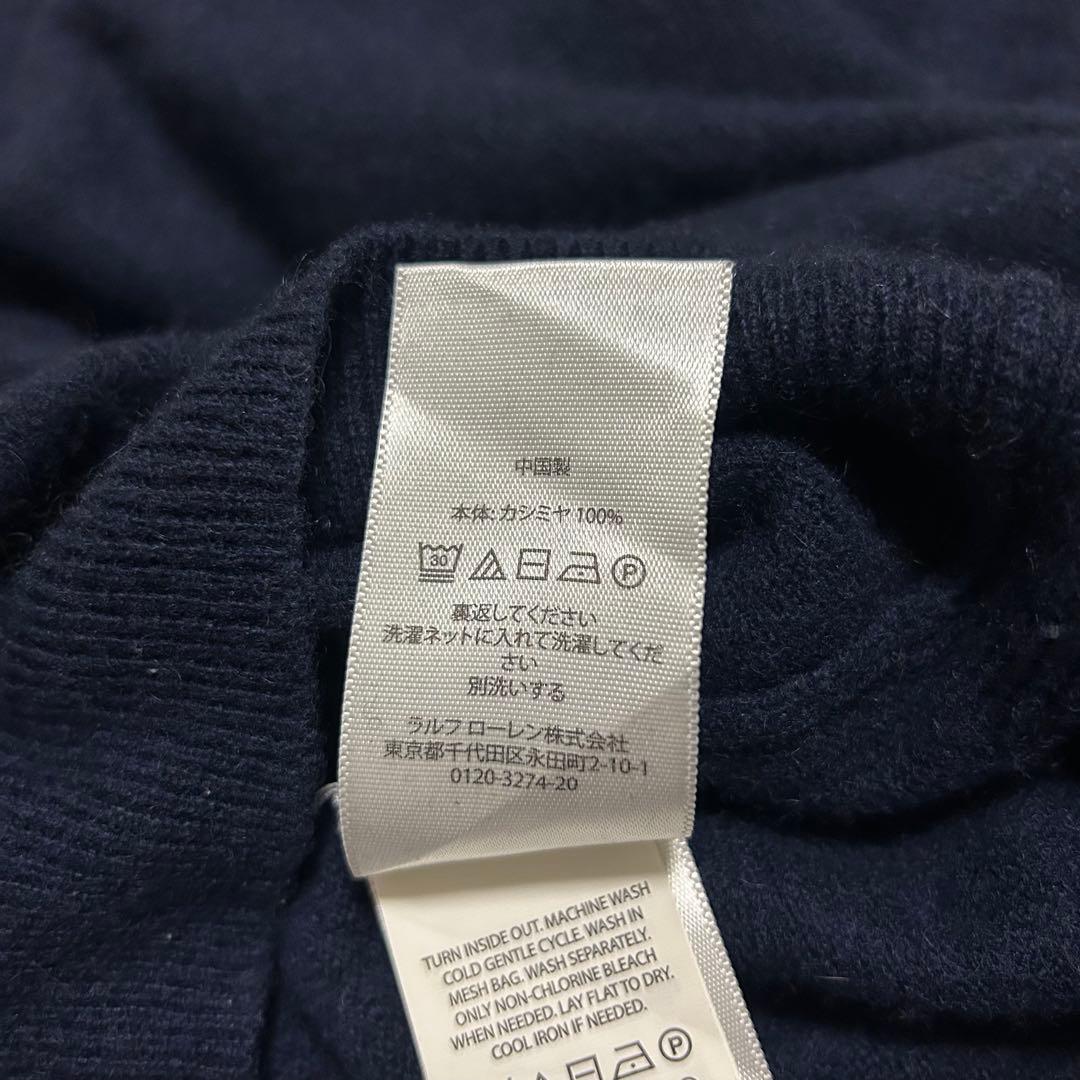 中国製
本体: カシミヤ 100%
30 P
裏返してください
洗濯ネットに入れて洗濯してくだ
さい
別洗いする
ラルフ ローレン株式会社
東京都千代田区永田町2-10-1
0120-3274-20
TURN INSIDE OUT. MACHINE WASH
COLD GENTLE CYCLE. WASH IN
MESH BAG. WASH SEPARATELY.
ONLY NON-CHLORINE BLEACH
WHEN NEEDED. LAY FLAT TO DRY.
COOL IRON IF NEEDED.
P